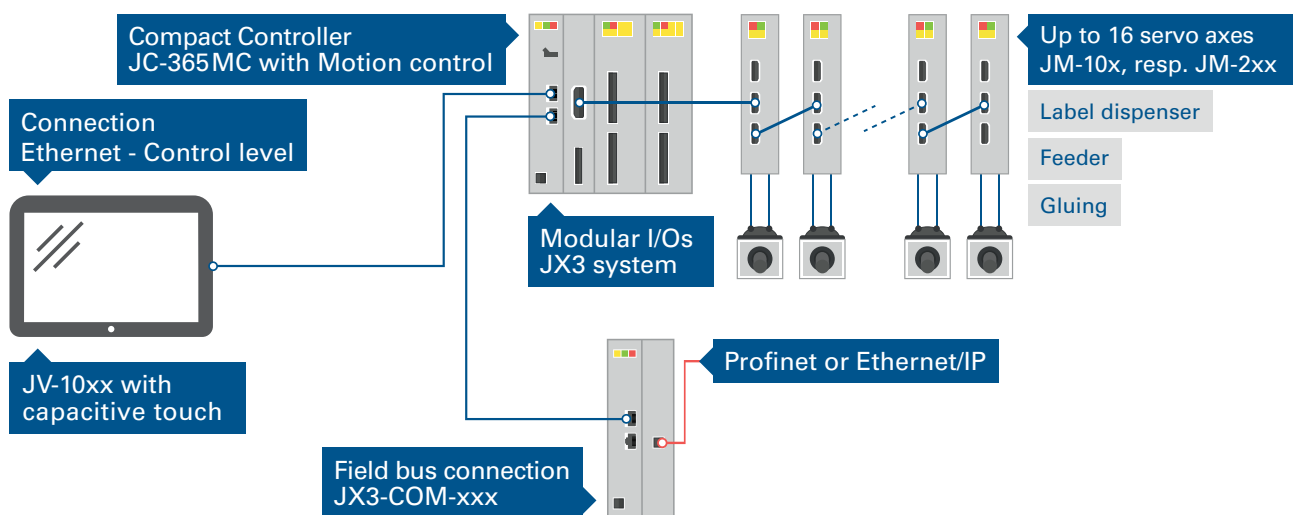 Compact Controller
JC-365MC with Motion control
Up to 16 servo axes
JM-10x, resp. JM-2xx
Label dispenser
Feeder
Gluing
Connection
Ethernet - Control level
Modular I/Os
JX3 system
Profinet or Ethernet/IP
JV-10xx with
capacitive touch
Field bus connection
JX3-COM-xxx